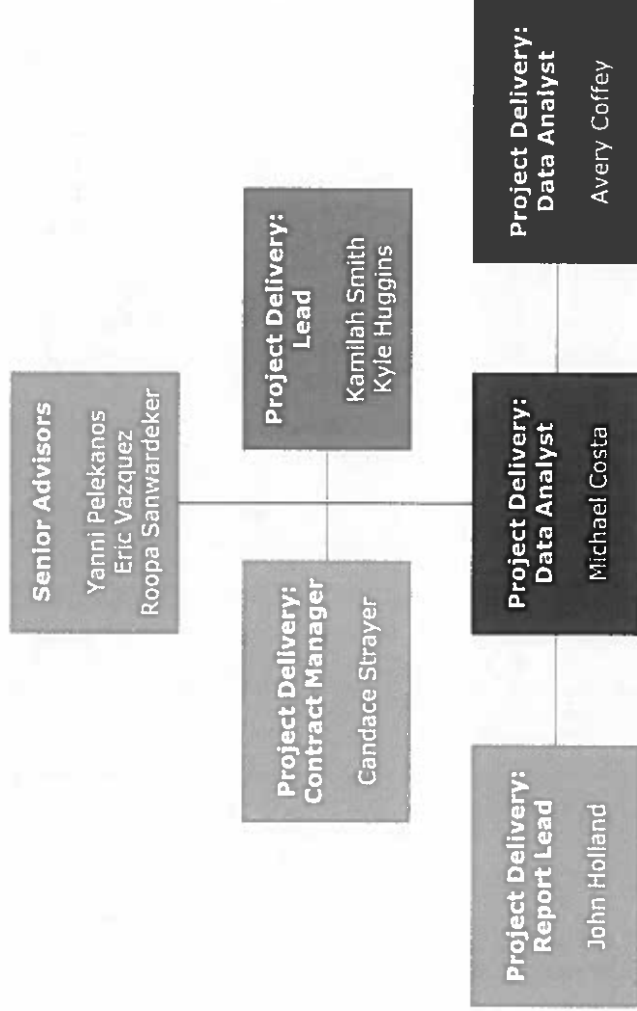 Senior Advisors
Yanni Pelekanos
Eric Vazquez
Roopa Sanwardeker
Project Delivery:
Contract Manager
Candace Strayer
Project Delivery:
Lead
Kamilah Smith
Kyle Huggins
Project Delivery:
Report Lead
John Holland
Project Delivery:
Data Analyst
Michael Costa
Project Delivery:
Data Analyst
Avery Coffey